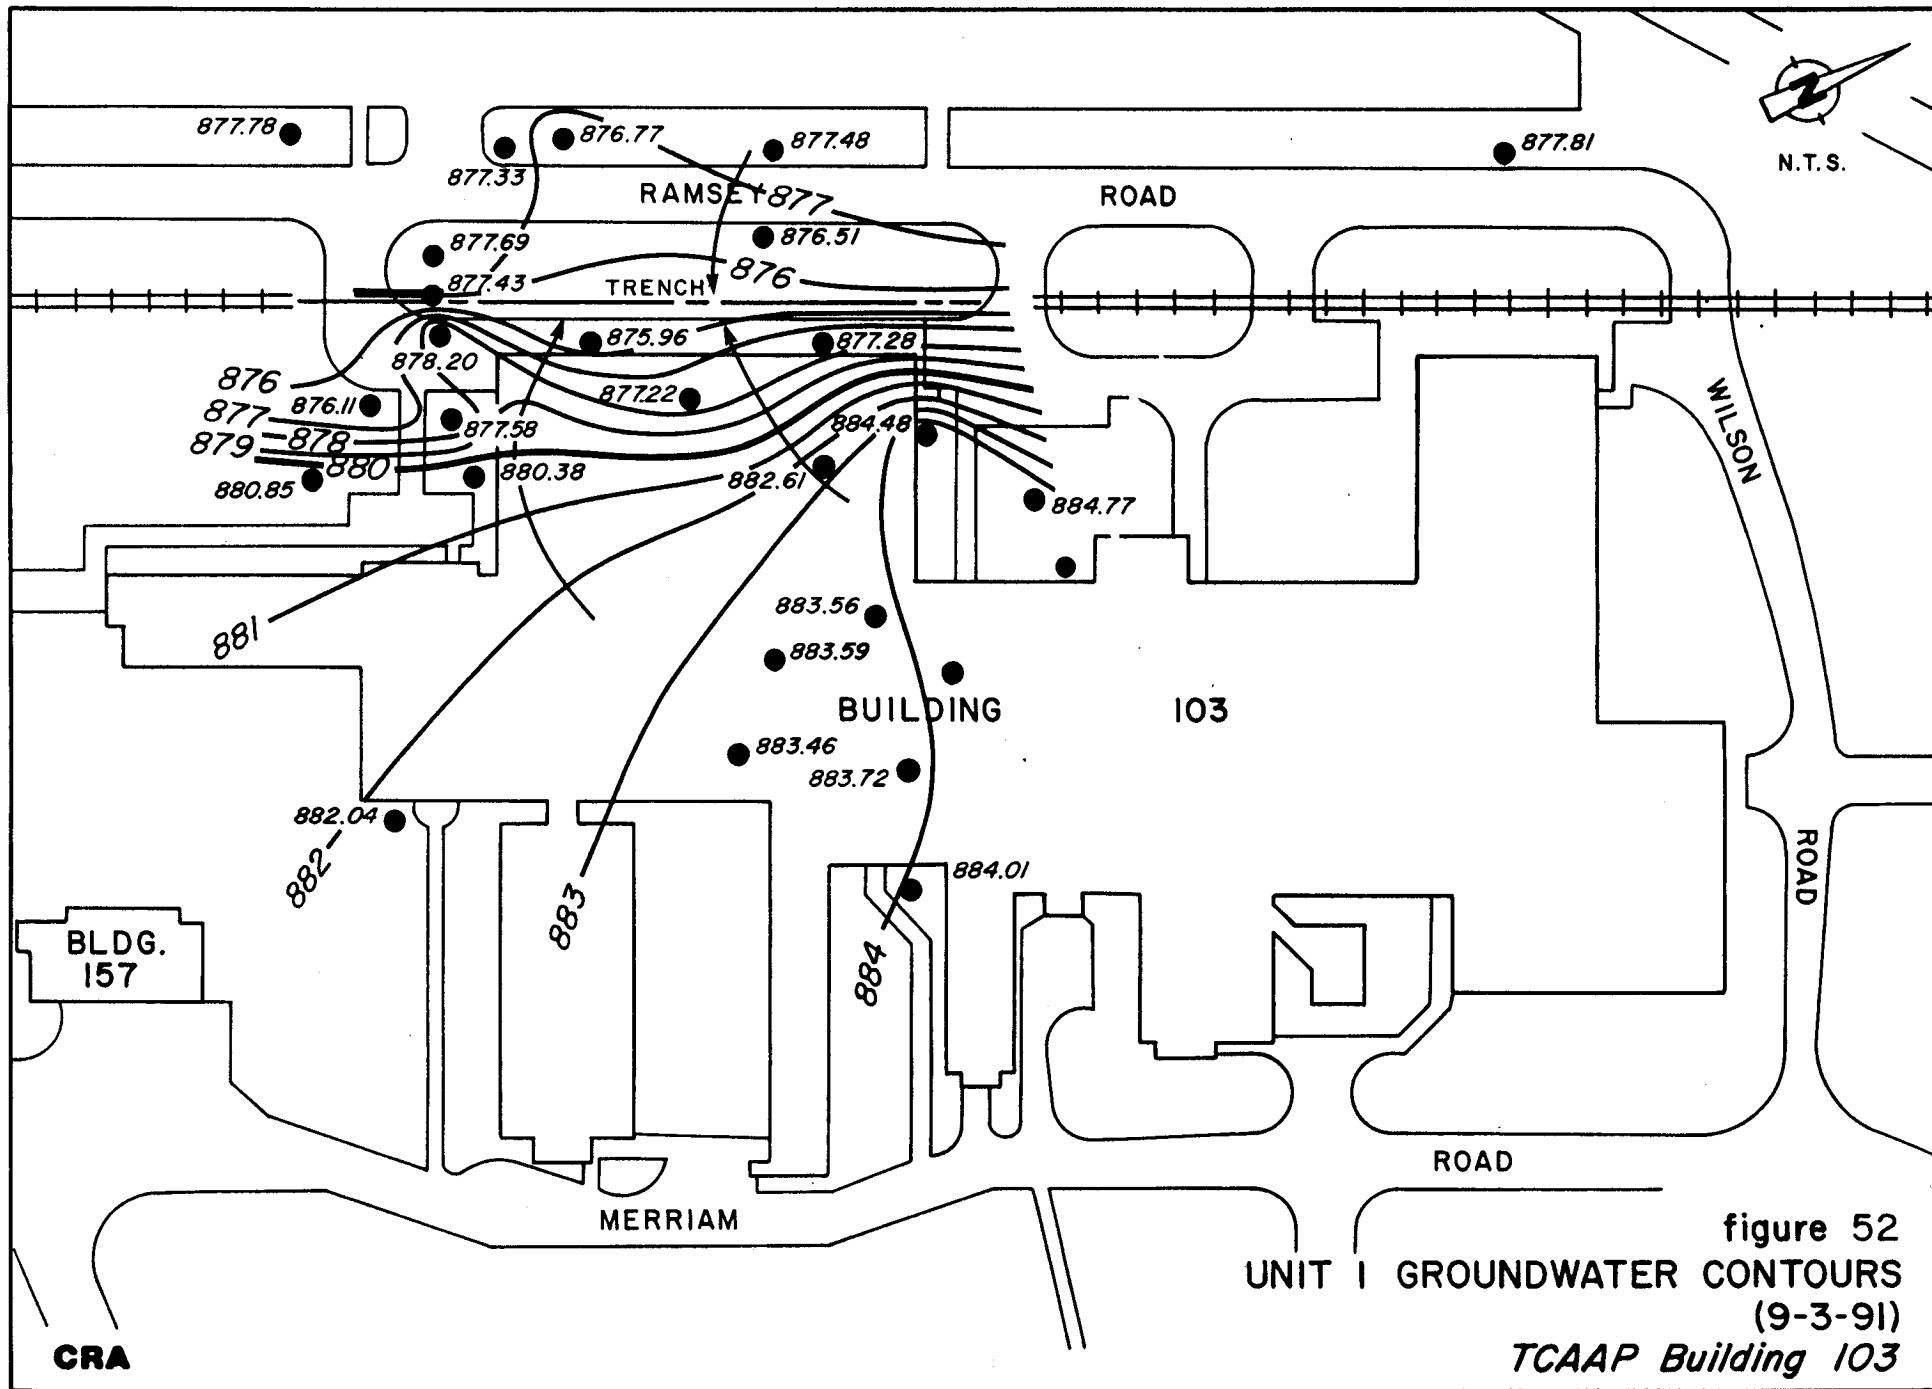 877.78
876.77
877.48
877.81
877.33
N.T.S.
RAMSEY
ROAD
877
877.69
876.51
877.43
876
TRENCH
875.96
877.28
878.20
876
876.11
877.22
877
877.58
884.48
878
879
880
880.38
882.61
880.85
884.77
WILSON
881
883.56
883.59
BUILDING 103
883.46
883.72
882.04
882
883
884.01
884
ROAD
BLDG.
157
ROAD
MERRIAM
figure 52
UNIT 1 GROUNDWATER CONTOURS
(9-3-91)
TCAAP Building 103
CRA